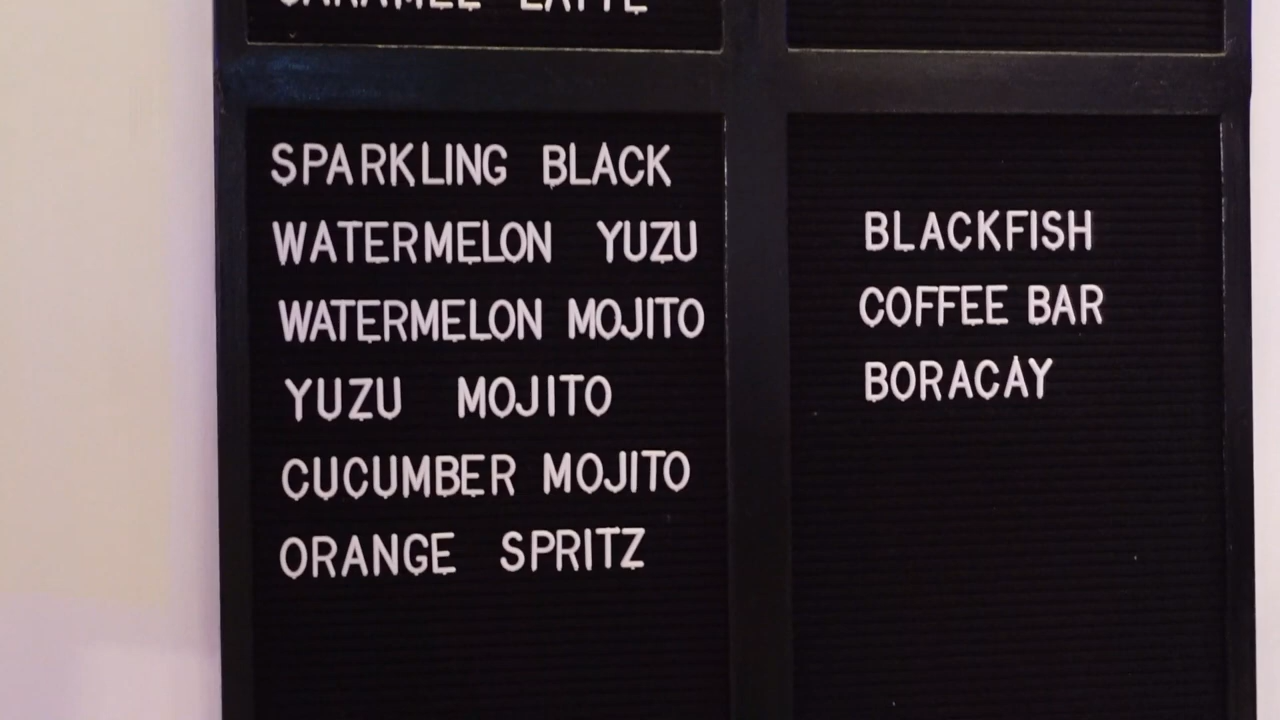 CARAMEL LATTE
SPARKLING BLACK
WATERMELON YUZU
WATERMELON MOJITO
YUZU MOJITO
CUCUMBER MOJITO
ORANGE SPRITZ
BLACKFISH
COFFEE BAR
BORACAY